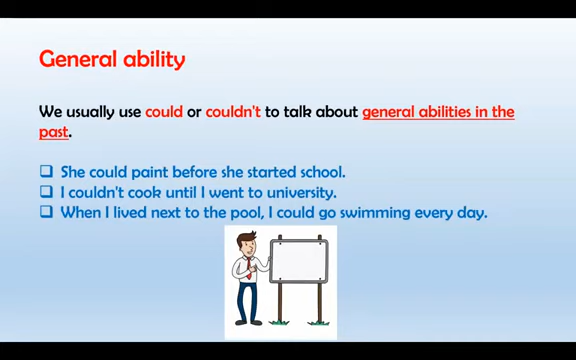 General ability
We usually use could or couldn't to talk about general abilities in the
past.
She could paint before she started school.
I couldn't cook until I went to university.
When I lived next to the pool, I could go swimming every day.